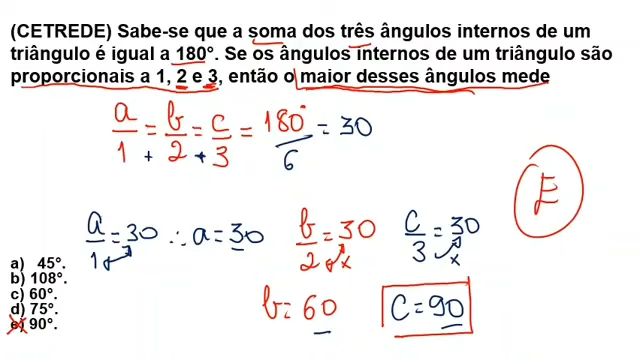 (CETREDE) Sabe-se que a soma dos três ângulos internos de um
triângulo é igual a 180°. Se os ângulos internos de um triângulo são
proporcionais a 1, 2 e 3, então o maior desses ângulos mede
a/1 = b/2 = c/3 = 180°/6 = 30
+ +
E
a/1 = 30 ∴ a = 30 b/2 = 30 c/3 = 30
x x
b = 60 C = 90
a) 45°.
b) 108°.
c) 60°.
d) 75°.
e) 90°.